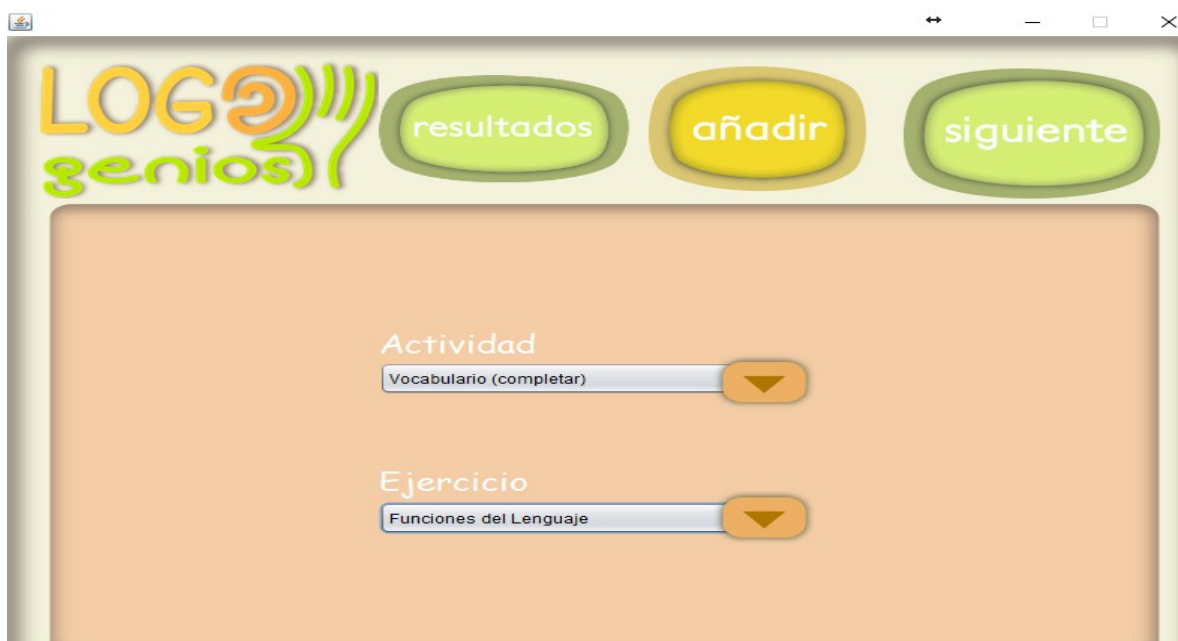 LOGO
genios
resultados
añadir
siguiente
Actividad
Vocabulario (completar)
Ejercicio
Funciones del Lenguaje